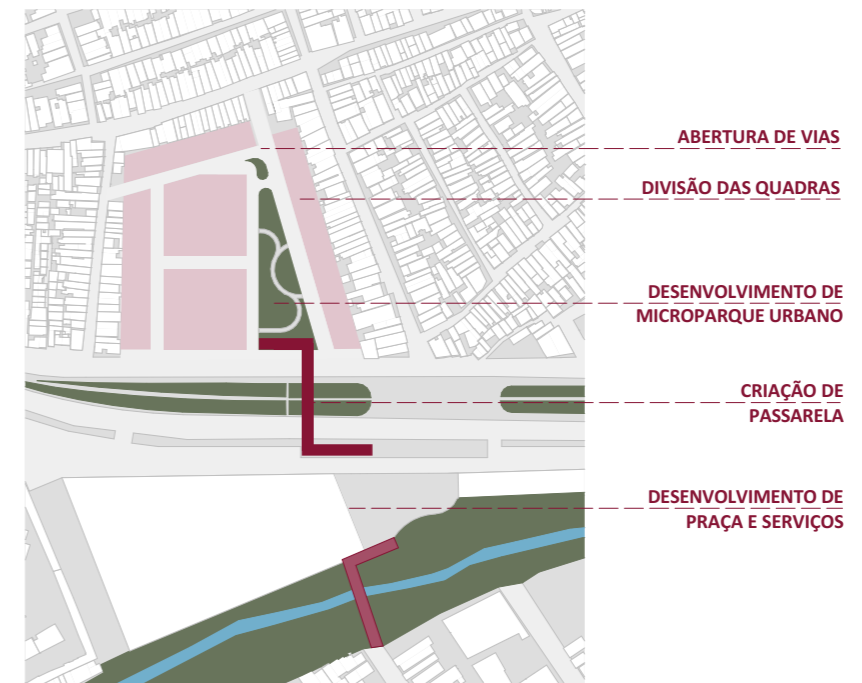 ABERTURA DE VIAS
DIVISÃO DAS QUADRAS
DESENVOLVIMENTO DE
MICROPARQUE URBANO
CRIAÇÃO DE
PASSARELA
DESENVOLVIMENTO DE
PRAÇA E SERVIÇOS